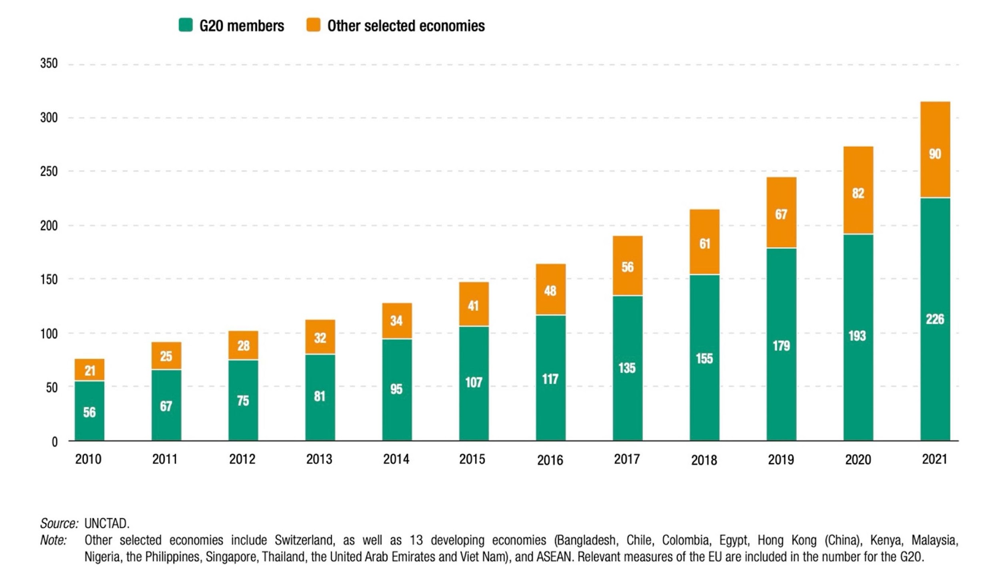 G20 members Other selected economies
350
300
250
200
150
100
50
0
21 25 28 32 34 41 48 56 61 67 82 90
56 67 75 81 95 107 117 135 155 179 193 226
2010 2011 2012 2013 2014 2015 2016 2017 2018 2019 2020 2021
Source: UNCTAD.
Note: Other selected economies include Switzerland, as well as 13 developing economies (Bangladesh, Chile, Colombia, Egypt, Hong Kong (China), Kenya, Malaysia,
Nigeria, the Philippines, Singapore, Thailand, the United Arab Emirates and Viet Nam), and ASEAN. Relevant measures of the EU are included in the number for the G20.